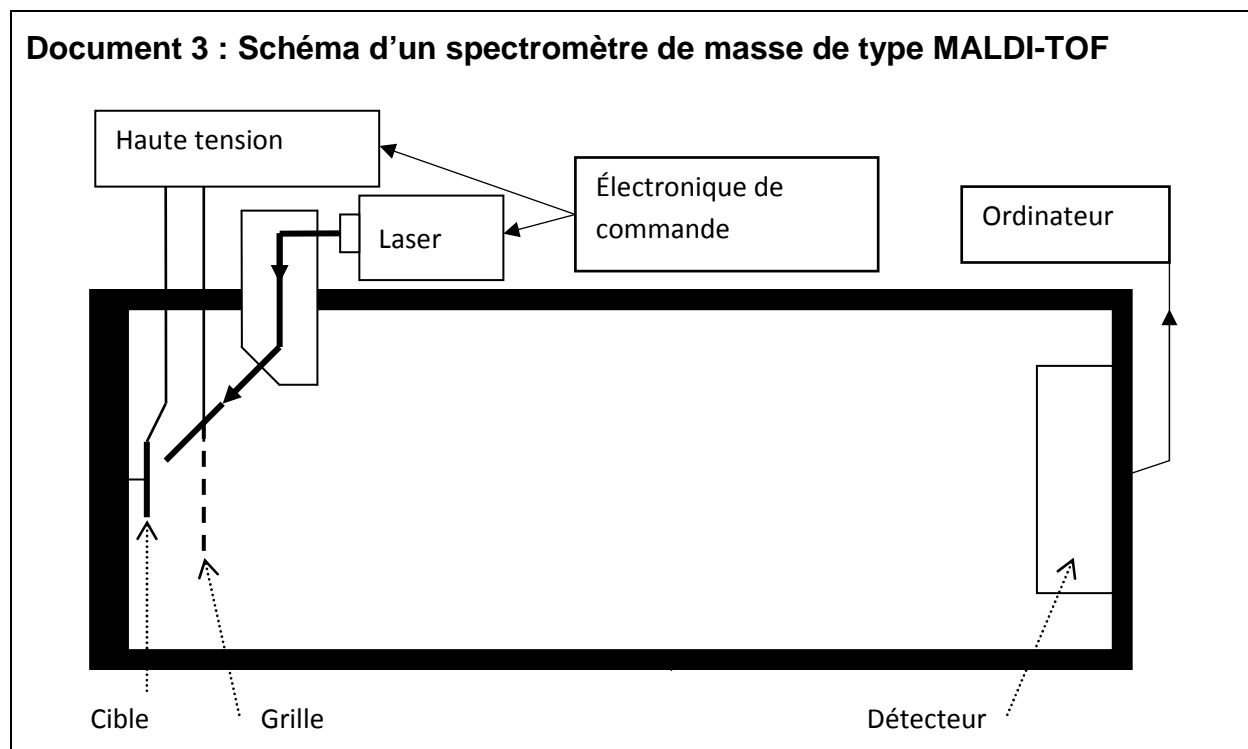 Document 3 : Schéma d'un spectromètre de masse de type MALDI-TOF
Haute tension
Électronique de
commande
Laser
Ordinateur
Cible
Grille
Détecteur